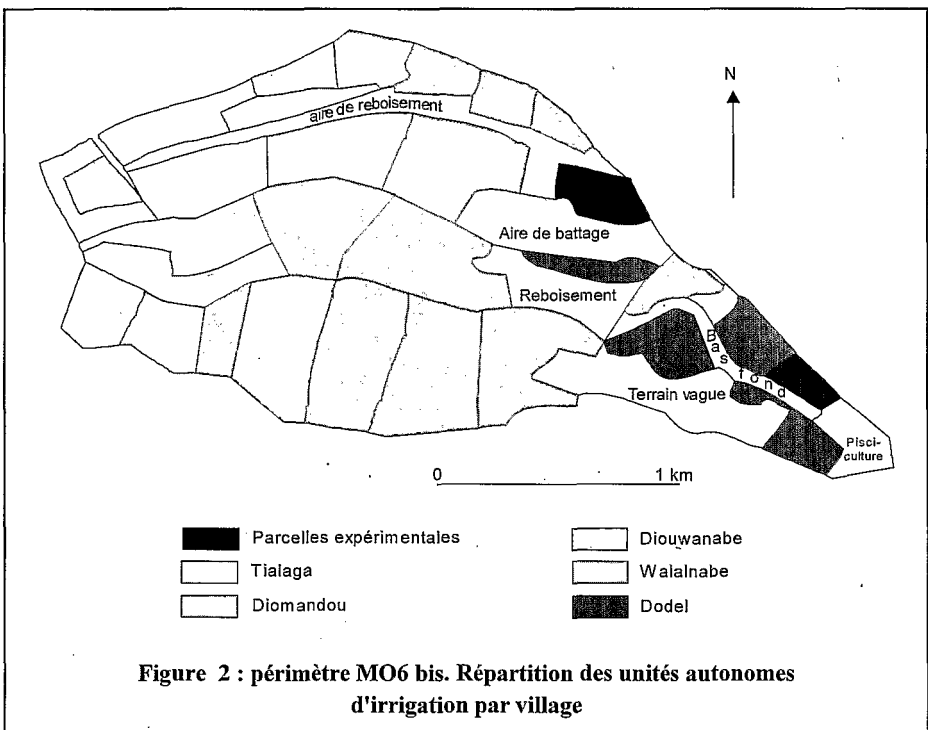 N
aire de reboisement
Aire de battage
Reboisement
Bas fond
Terrain vague
Pisci-
culture
0 1 km
Parcelles expérimentales
Tialaga
Diomandou
Diouwanabe
Walalnabe
Dodel
Figure 2 : périmètre MO6 bis. Répartition des unités autonomes
d'irrigation par village